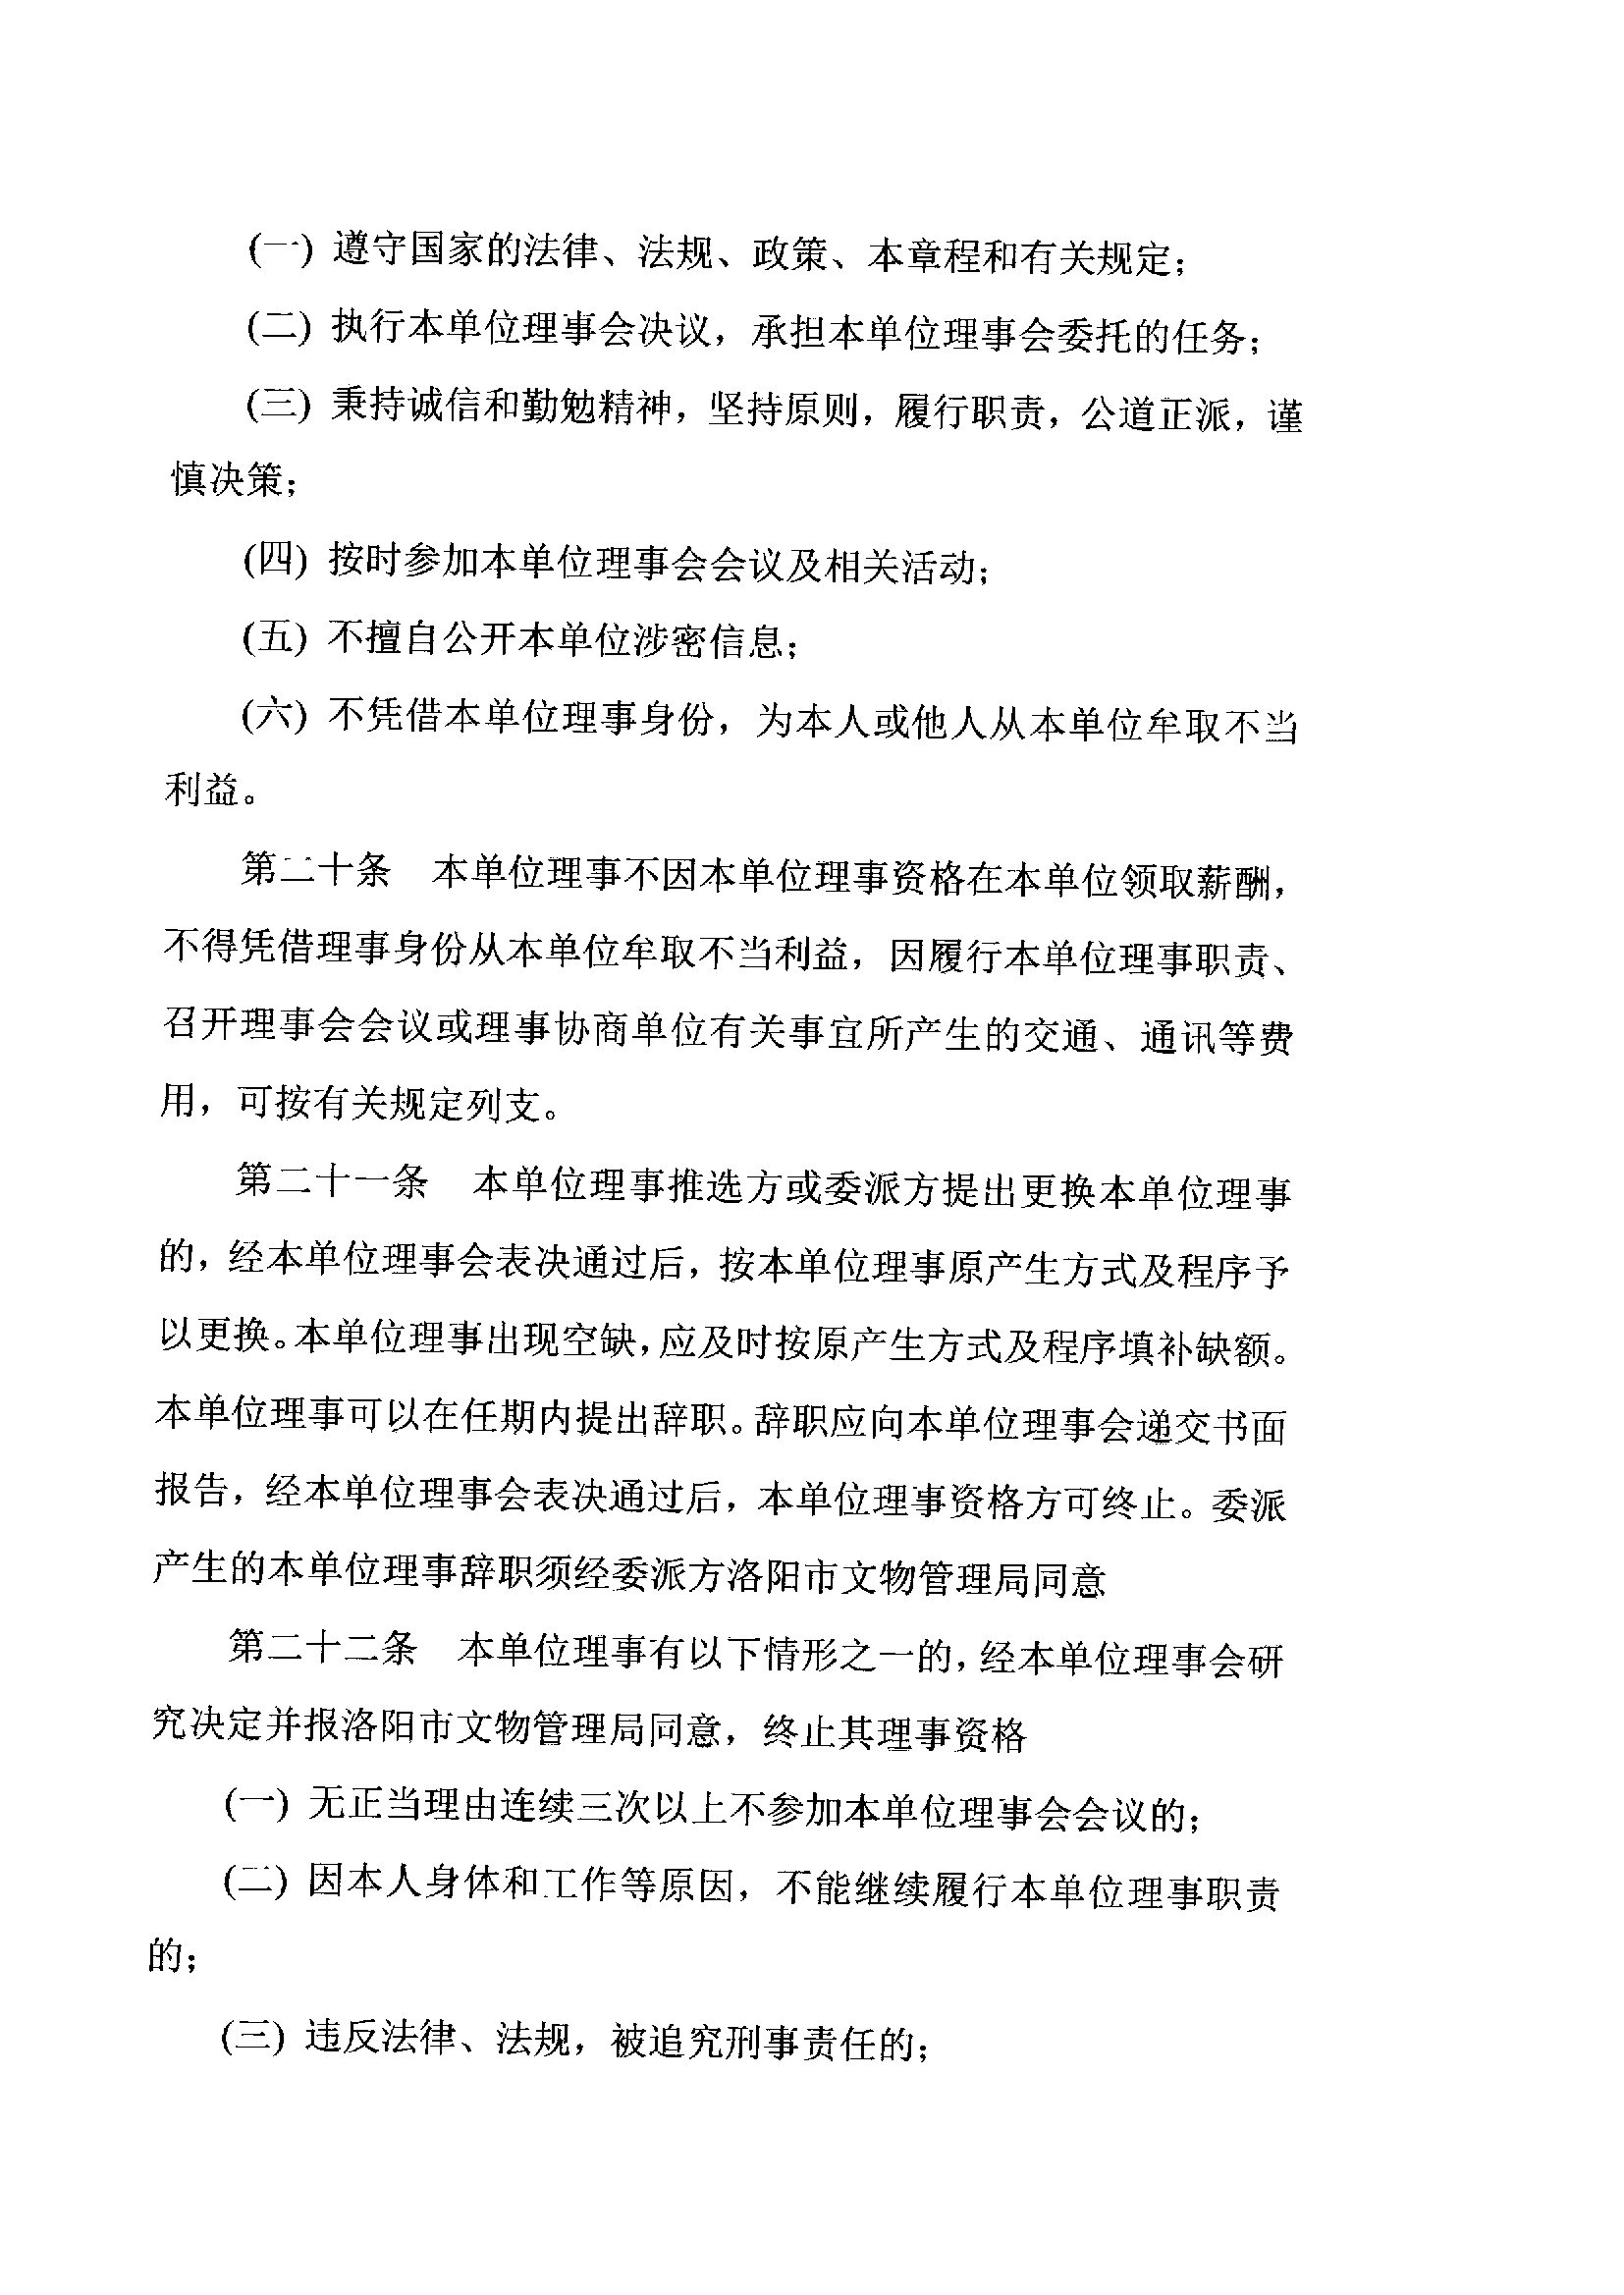 (一) 遵守国家的法律、法规、政策、本章程和有关规定；
(二) 执行本单位理事会决议，承担本单位理事会委托的任务；
(三) 秉持诚信和勤勉精神，坚持原则，履行职责，公道正派，谨
慎决策；
(四) 按时参加本单位理事会会议及相关活动；
(五) 不擅自公开本单位涉密信息；
(六) 不凭借本单位理事身份，为本人或他人从本单位牟取不当
利益。
第二十条　本单位理事不因本单位理事资格在本单位领取薪酬，
不得凭借理事身份从本单位牟取不当利益，因履行本单位理事职责、
召开理事会会议或理事协商单位有关事宜所产生的交通、通讯等费
用，可按有关规定列支。
第二十一条　本单位理事推选方或委派方提出更换本单位理事
的，经本单位理事会表决通过后，按本单位理事原产生方式及程序予
以更换。本单位理事出现空缺，应及时按原产生方式及程序填补缺额。
本单位理事可以在任期内提出辞职。辞职应向本单位理事会递交书面
报告，经本单位理事会表决通过后，本单位理事资格方可终止。委派
产生的本单位理事辞职须经委派方洛阳市文物管理局同意
第二十二条　本单位理事有以下情形之一的，经本单位理事会研
究决定并报洛阳市文物管理局同意，终止其理事资格
(一) 无正当理由连续三次以上不参加本单位理事会会议的；
(二) 因本人身体和工作等原因，不能继续履行本单位理事职责
的；
(三) 违反法律、法规，被追究刑事责任的；